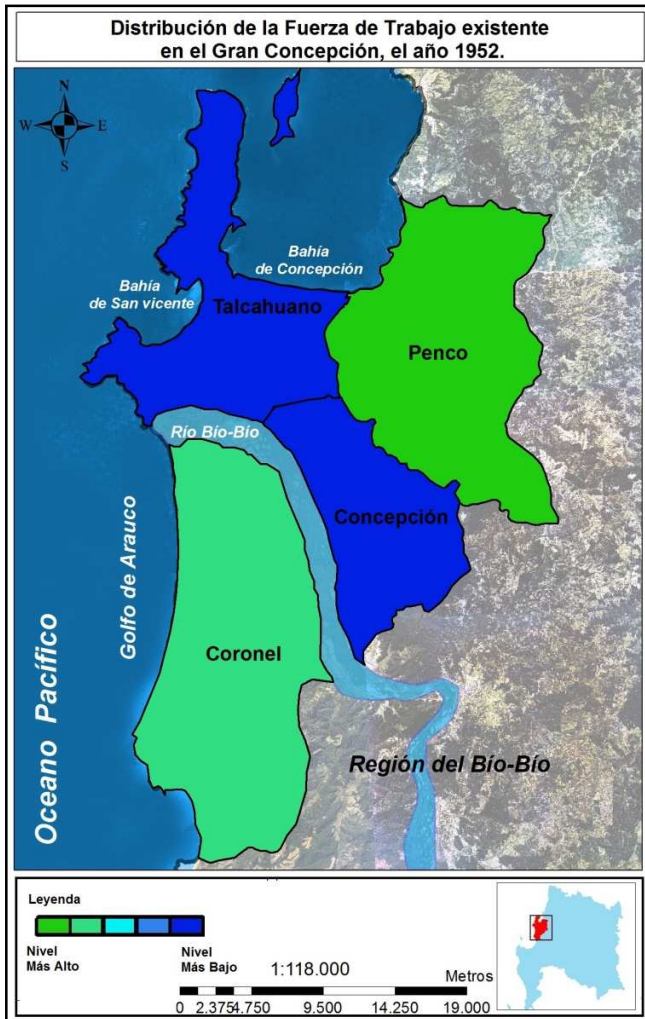 Distribución de la Fuerza de Trabajo existente
en el Gran Concepción, el año 1952.
N
W
E
S
Bahía
de Concepción
Bahía
de San vicente
Talcahuano
Penco
Río Bío-Bío
Concepción
Golfo de Arauco
Coronel
Oceano Pacífico
Región del Bío-Bío
Leyenda
Nivel
Más Alto
Nivel
Más Bajo
1:118.000
Metros
0 2.375 4.750 9.500 14.250 19.000